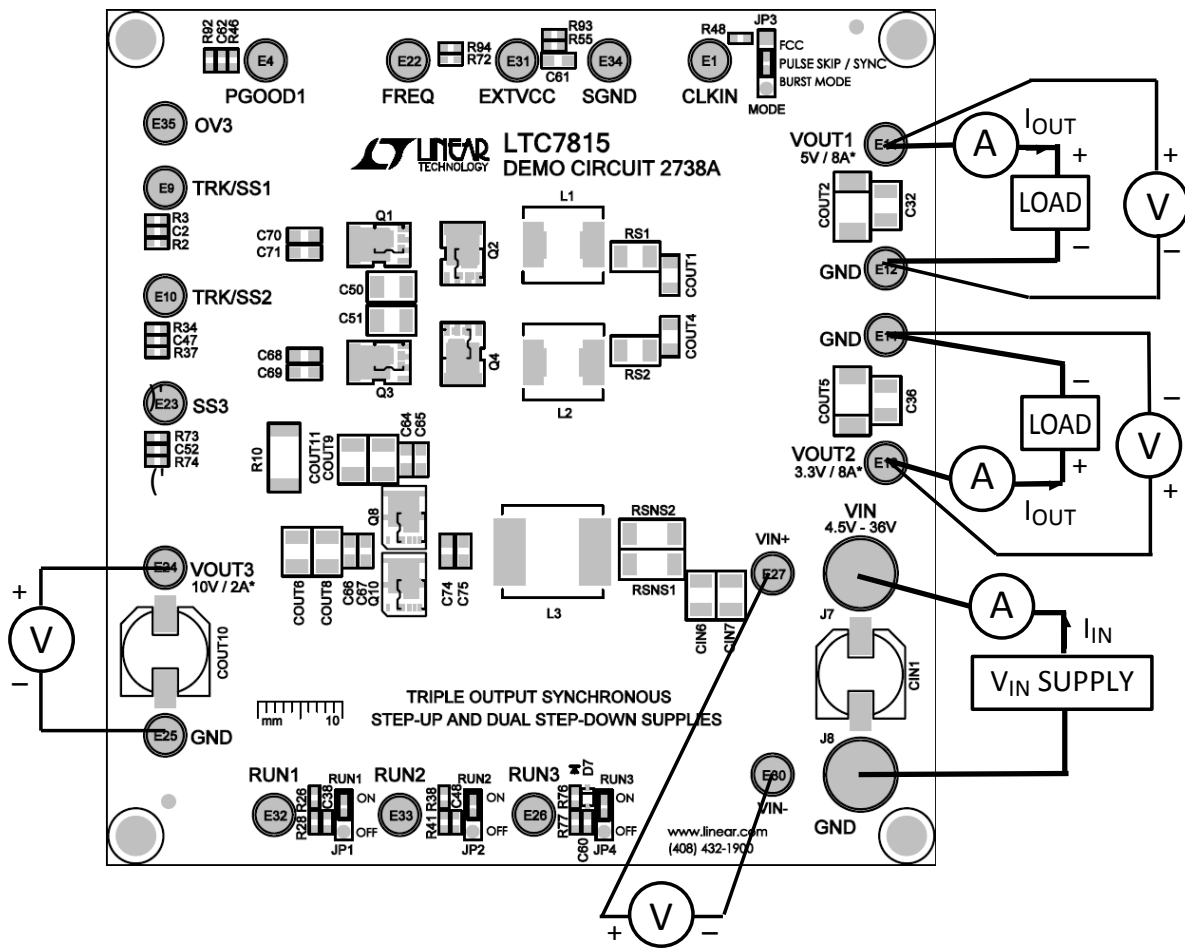 R92
C62
R46
E4
PGOOD1
E22
FREQ
R94
R72
E31
EXTVCC
R93
R55
C61
E34
SGND
R48
E1
CLKIN
JP3
FCC
PULSE SKIP / SYNC
BURST MODE
MODE
E35
OV3
LINEAR
TECHNOLOGY
LTC7815
DEMO CIRCUIT 2738A
VOUT1
5V / 8A*
A
IOUT
+
LOAD
−
+
V
−
E9
TRK/SS1
R3
C2
R2
C70
C71
Q1
Q2
L1
RS1
COUT1
COUT2
C32
GND
E12
E10
TRK/SS2
R34
C47
R37
C50
C51
C68
C69
Q3
Q4
L2
RS2
COUT4
GND
COUT5
C36
−
LOAD
+
−
V
+
E23
SS3
R73
C52
R74
R10
COUT11
COUT9
C64
C65
VOUT2
3.3V / 8A*
A
IOUT
Q8
RSNS2
RSNS1
VIN+
E27
VIN
4.5V - 36V
J7
E24
VOUT3
10V / 2A*
+
V
−
COUT10
COUT6
COUT8
C66
C67
Q10
C74
C75
L3
CIN6
CIN7
CIN1
A
IIN
VIN SUPPLY
E25
GND
mm
10
TRIPLE OUTPUT SYNCHRONOUS
STEP-UP AND DUAL STEP-DOWN SUPPLIES
J8
GND
E30
VIN-
RUN1
E32
R26
R28
C38
RUN1
ON
OFF
JP1
RUN2
E33
R38
R41
C48
RUN2
ON
OFF
JP2
RUN3
E26
R76
R77
D7
C60
RUN3
ON
OFF
JP4
www.linear.com
(408) 432-1900
+
V
−